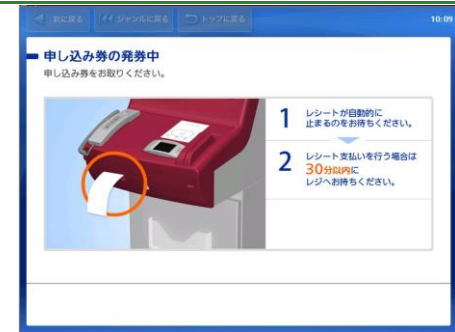 前に戻る ジャンルに戻る トップに戻る 10:09
申し込み券の発券中
申し込み券をお取りください。
1 レシートが自動的に
止まるのをお待ちください。
2 レシート支払いを行う場合は
30分以内に
レジへお持ちください。